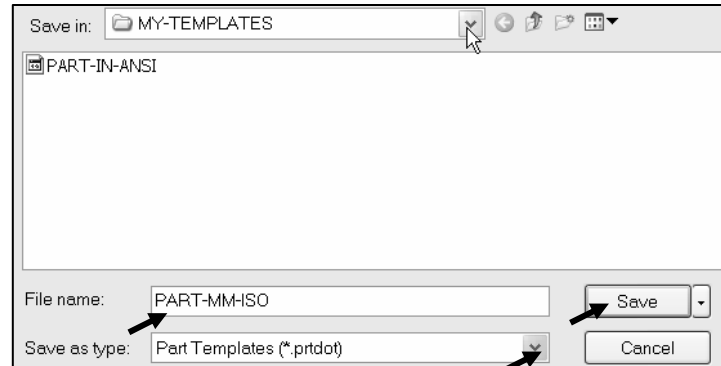 Save in: MY-TEMPLATES
PART-IN-ANSI
File name: PART-MM-ISO Save
Save as type: Part Templates (*.prtdot) Cancel